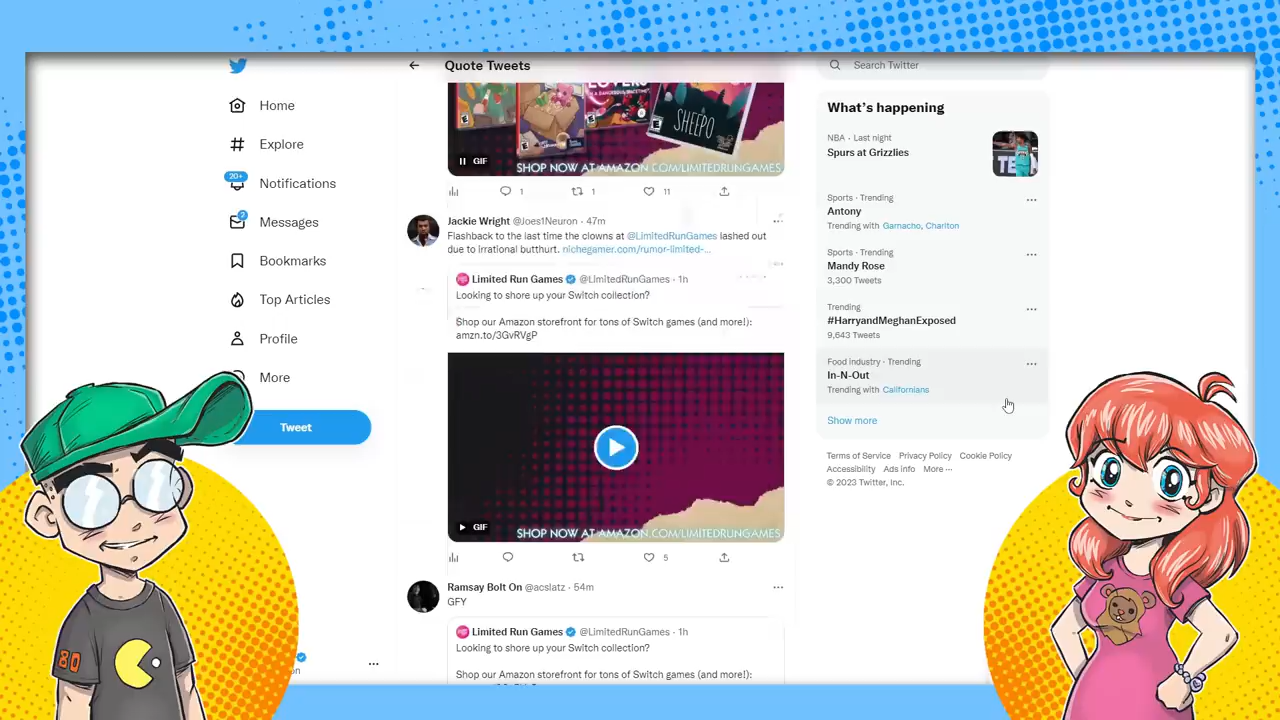 Home
Explore
20+
Notifications
2
Messages
Bookmarks
Top Articles
Profile
More
Tweet
Quote Tweets
LOVERS
SHEEPO
GIF
SHOP NOW AT AMAZON.COM/LIMITEDRUNGAMES
1
1
11
Jackie Wright @Joes1Neuron · 47m
Flashback to the last time the clowns at @LimitedRunGames lashed out
due to irrational butthurt. nichegamer.com/rumor-limited-...
Limited Run Games @LimitedRunGames · 1h
Looking to shore up your Switch collection?
Shop our Amazon storefront for tons of Switch games (and more!):
amzn.to/3GvRVgP
GIF
SHOP NOW AT AMAZON.COM/LIMITEDRUNGAMES
5
Ramsay Bolt On @acslatz · 54m
GFY
Limited Run Games @LimitedRunGames · 1h
Looking to shore up your Switch collection?
Shop our Amazon storefront for tons of Switch games (and more!):
Search Twitter
What's happening
NBA · Last night
Spurs at Grizzlies
Sports · Trending
Antony
Trending with Garnacho, Charlton
Sports · Trending
Mandy Rose
3,300 Tweets
Trending
#HarryandMeghanExposed
9,643 Tweets
Food industry · Trending
In-N-Out
Trending with Californians
Show more
Terms of Service Privacy Policy Cookie Policy
Accessibility Ads info More ···
© 2023 Twitter, Inc.
80